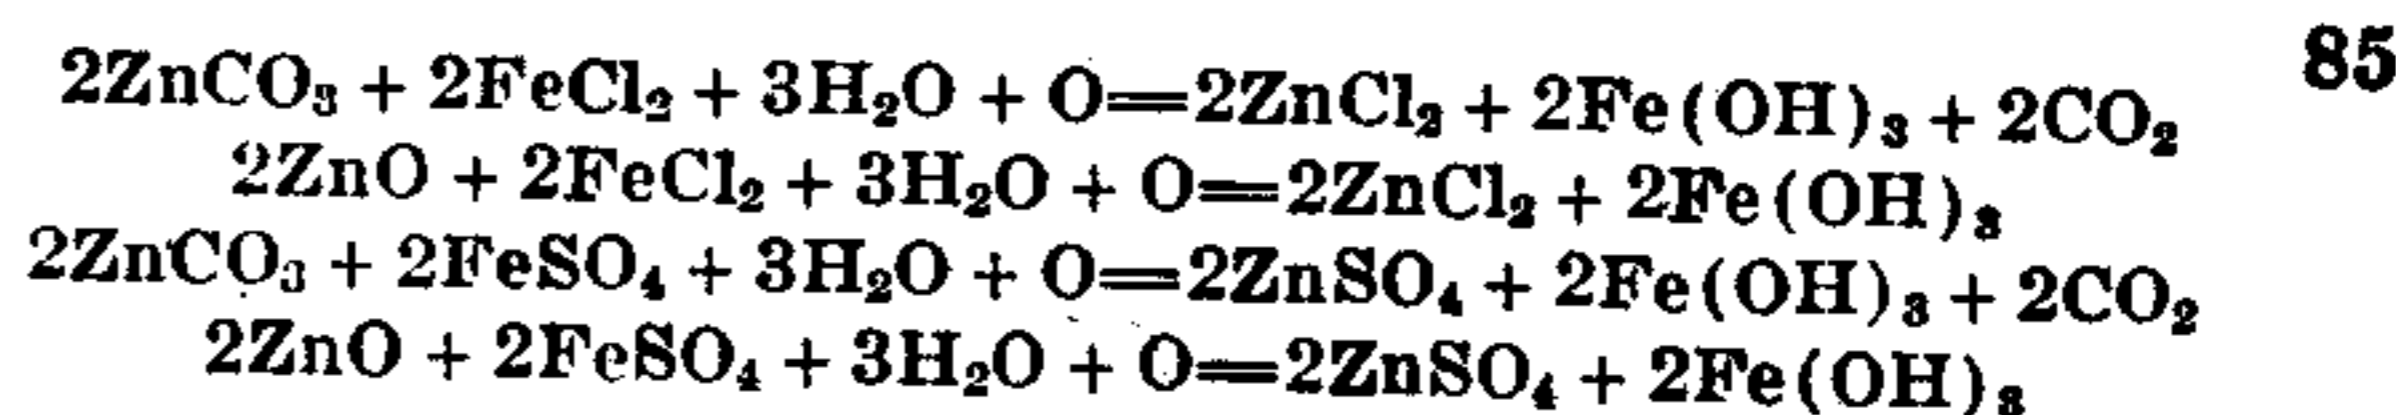 85
2ZnCO₃ + 2FeCl₂ + 3H₂O + O=2ZnCl₂ + 2Fe(OH)₃ + 2CO₂
2ZnO + 2FeCl₂ + 3H₂O + O=2ZnCl₂ + 2Fe(OH)₃
2ZnCO₃ + 2FeSO₄ + 3H₂O + O=2ZnSO₄ + 2Fe(OH)₃ + 2CO₂
2ZnO + 2FeSO₄ + 3H₂O + O=2ZnSO₄ + 2Fe(OH)₃